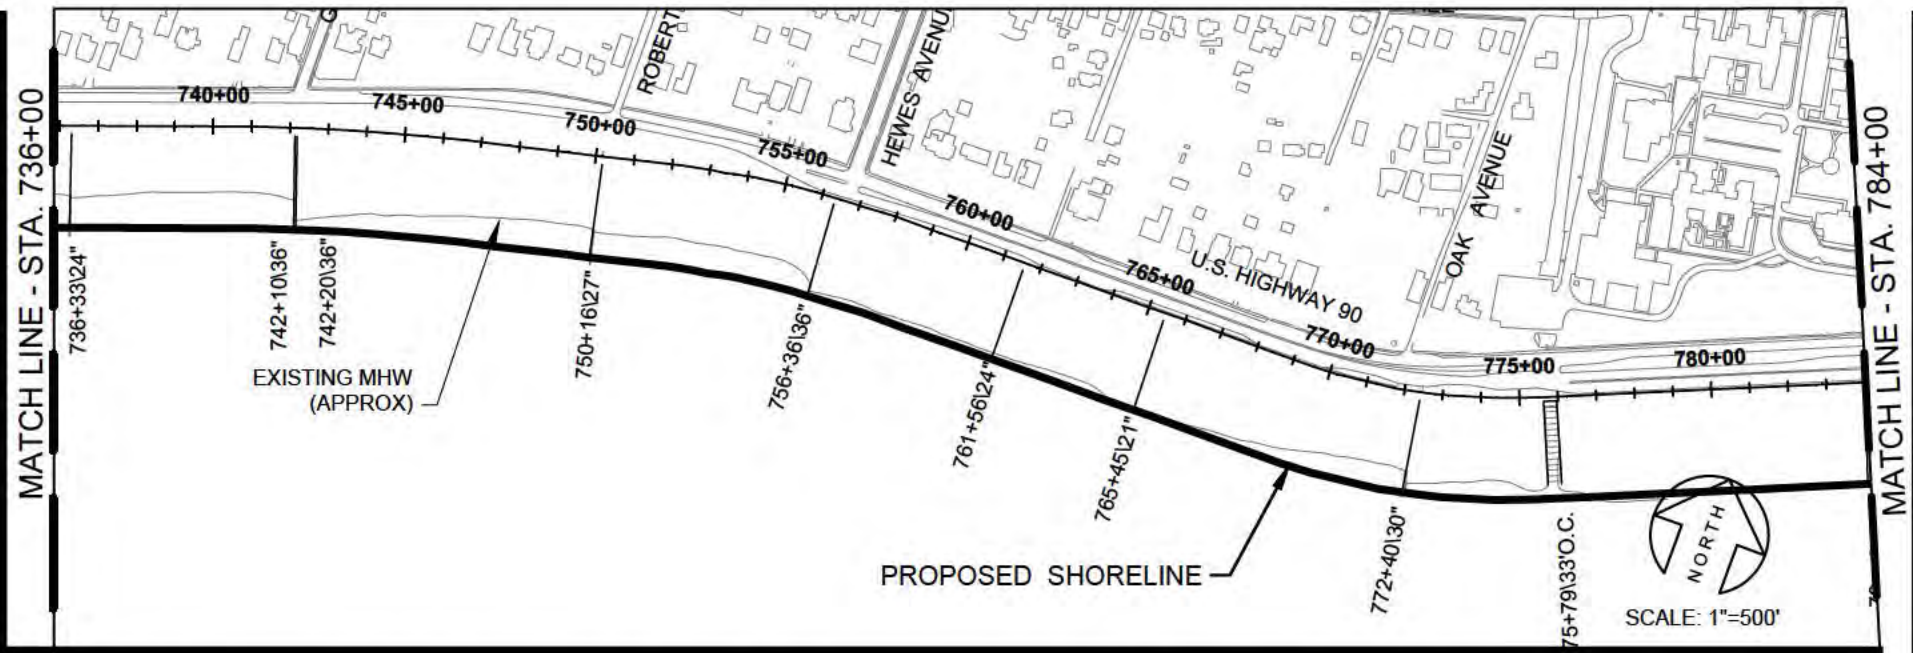 ROBERT
HEWES AVENU
OAK AVENUE
740+00
745+00
750+00
755+00
760+00
765+00
770+00
775+00
780+00
U.S. HIGHWAY 90
MATCH LINE - STA. 736+00
MATCH LINE - STA. 784+00
736+33\24"
742+10\36"
742+20\36"
750+16\27"
756+36\36"
761+56\24"
765+45\21"
772+40\30"
75+79\33'O.C.
EXISTING MHW
(APPROX)
PROPOSED SHORELINE
NORTH
SCALE: 1"=500'